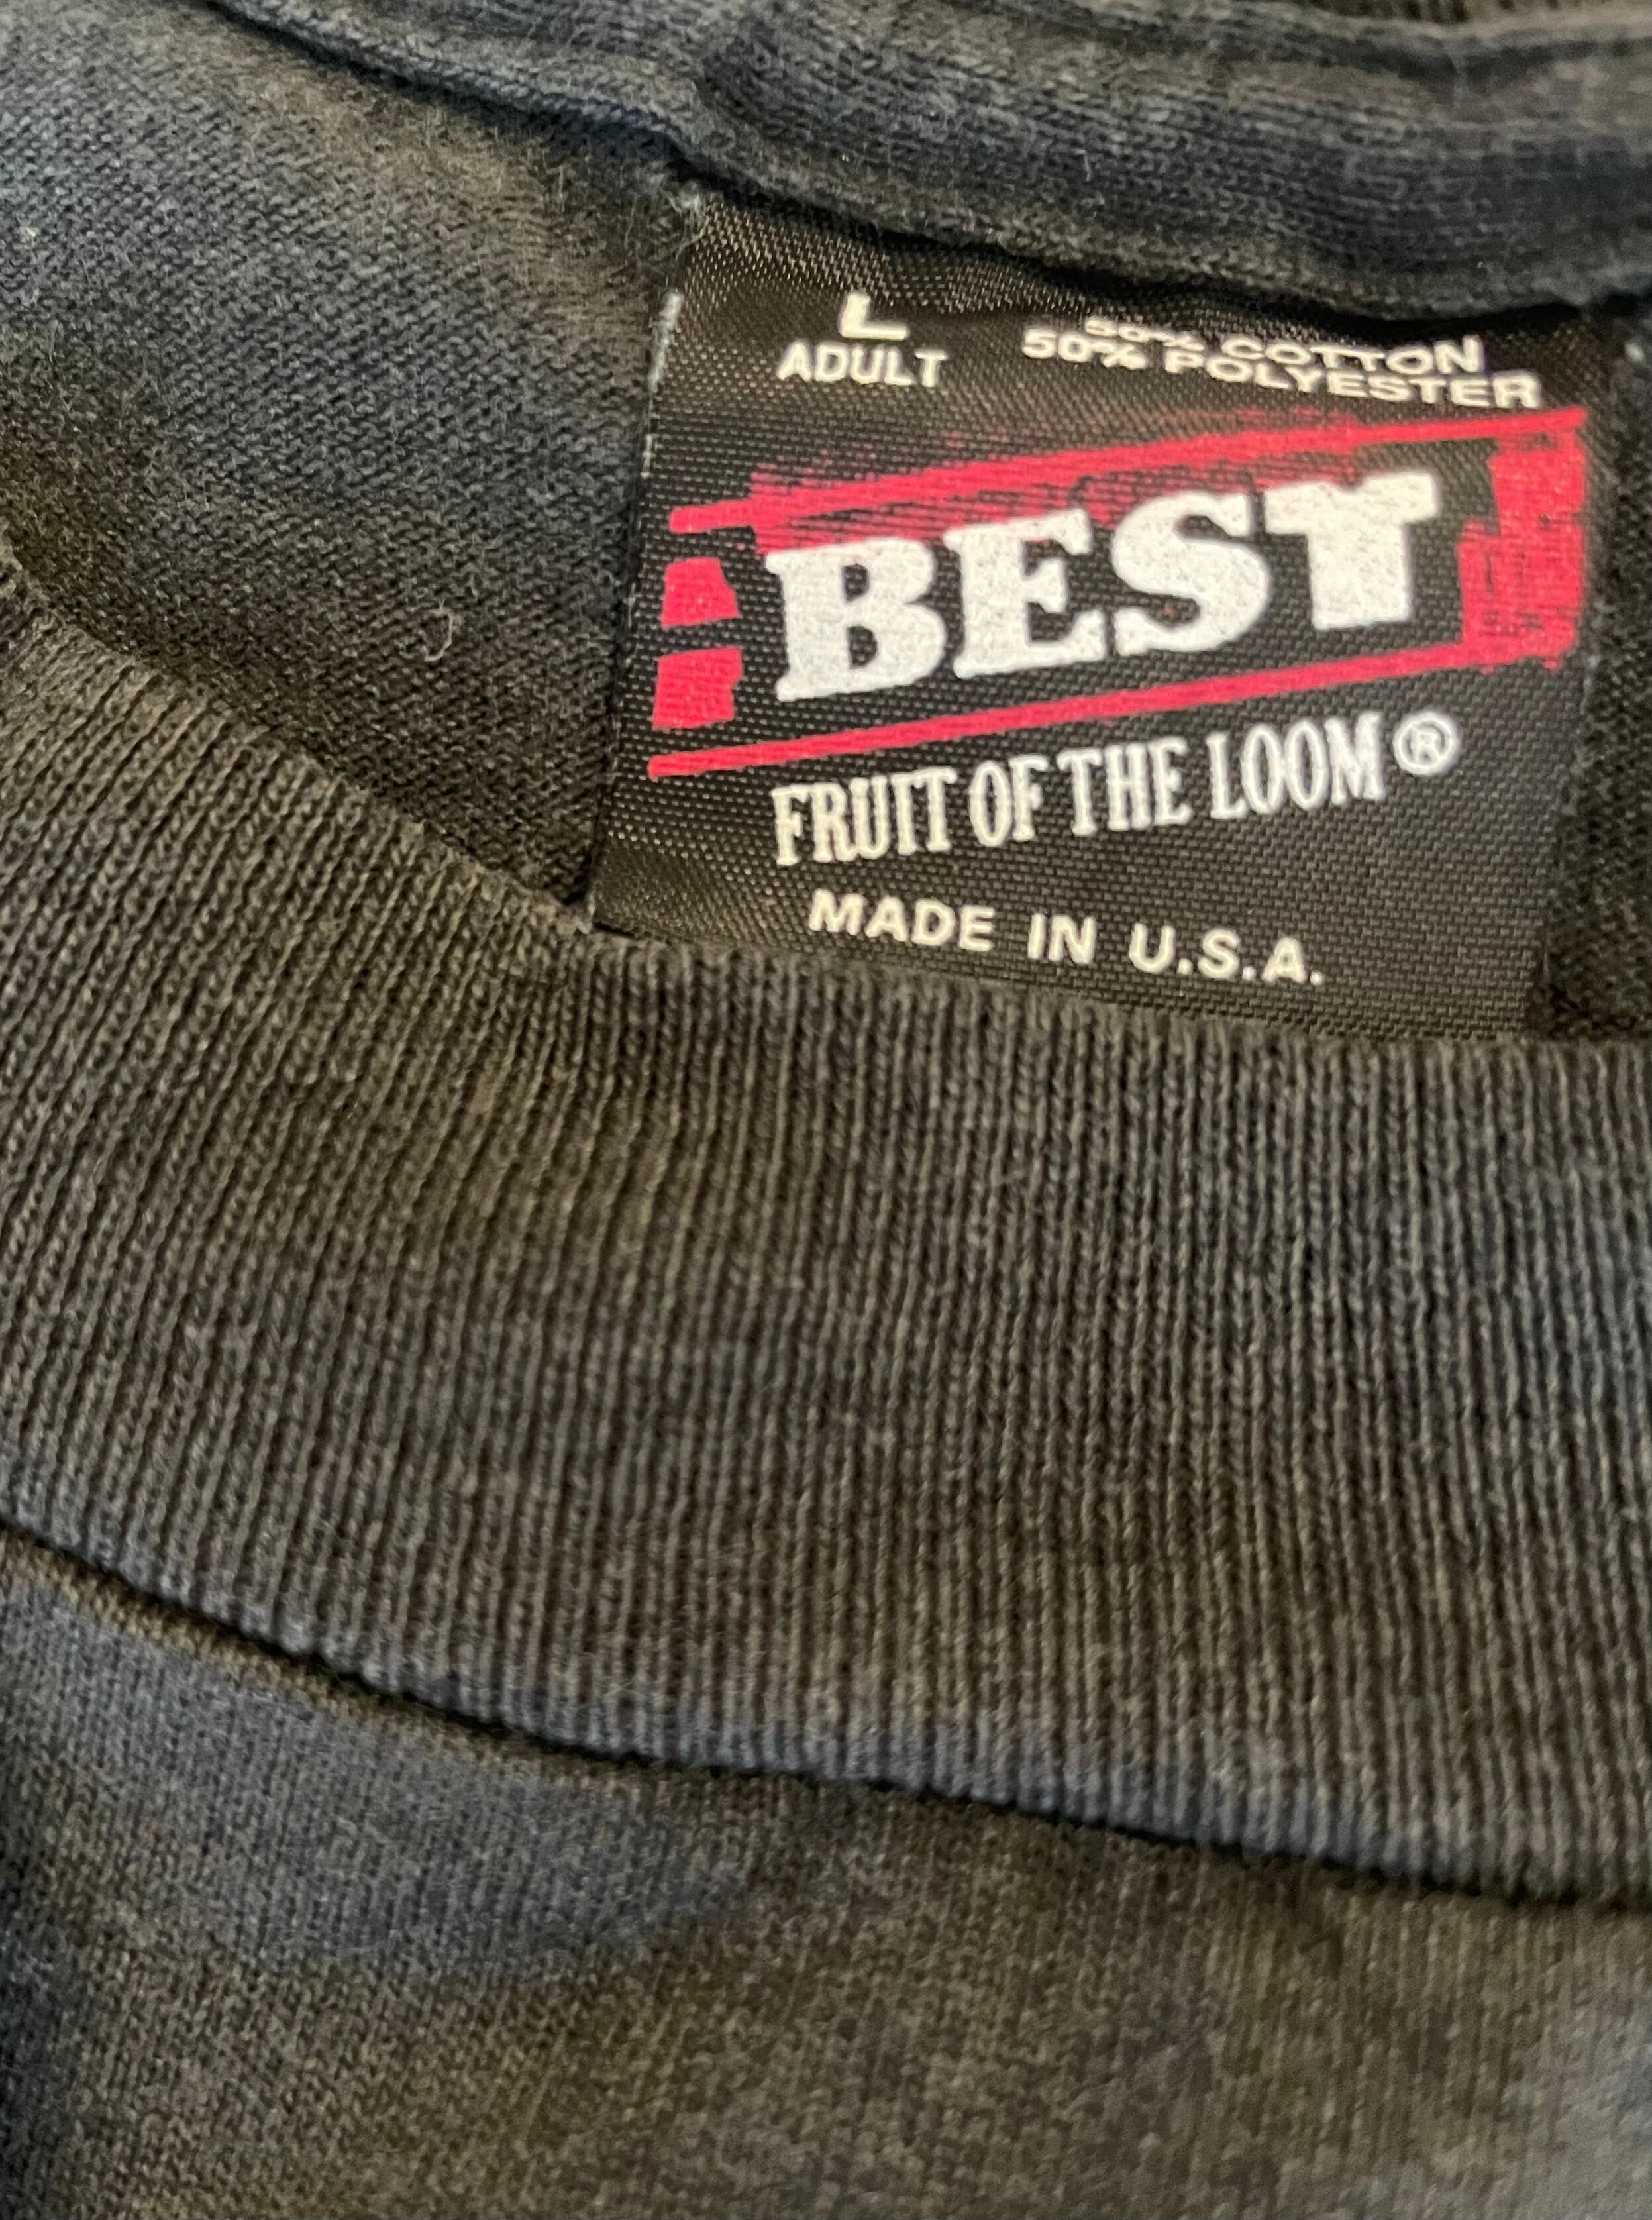 L
ADULT
50% COTTON
50% POLYESTER
BEST
FRUIT OF THE LOOM®
MADE IN U.S.A.